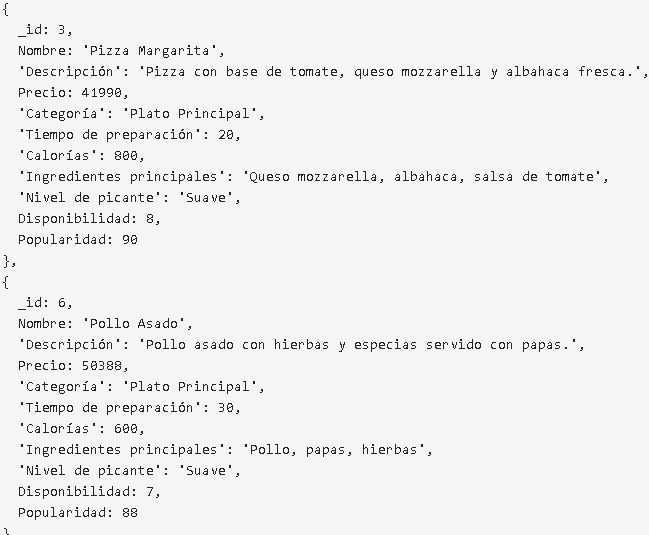 {
_id: 3,
Nombre: 'Pizza Margarita',
'Descripción': 'Pizza con base de tomate, queso mozzarella y albahaca fresca.',
Precio: 41990,
'Categoría': 'Plato Principal',
'Tiempo de preparación': 20,
'Calorías': 800,
'Ingredientes principales': 'Queso mozzarella, albahaca, salsa de tomate',
'Nivel de picante': 'Suave',
Disponibilidad: 8,
Popularidad: 90
},
{
_id: 6,
Nombre: 'Pollo Asado',
'Descripción': 'Pollo asado con hierbas y especias servido con papas.',
Precio: 50388,
'Categoría': 'Plato Principal',
'Tiempo de preparación': 30,
'Calorías': 600,
'Ingredientes principales': 'Pollo, papas, hierbas',
'Nivel de picante': 'Suave',
Disponibilidad: 7,
Popularidad: 88
}